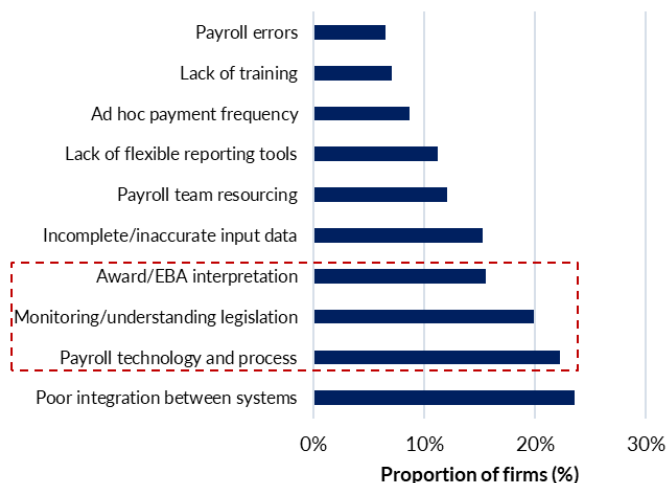 Payroll errors
Lack of training
Ad hoc payment frequency
Lack of flexible reporting tools
Payroll team resourcing
Incomplete/inaccurate input data
Award/EBA interpretation
Monitoring/understanding legislation
Payroll technology and process
Poor integration between systems
0% 10% 20% 30%
Proportion of firms (%)